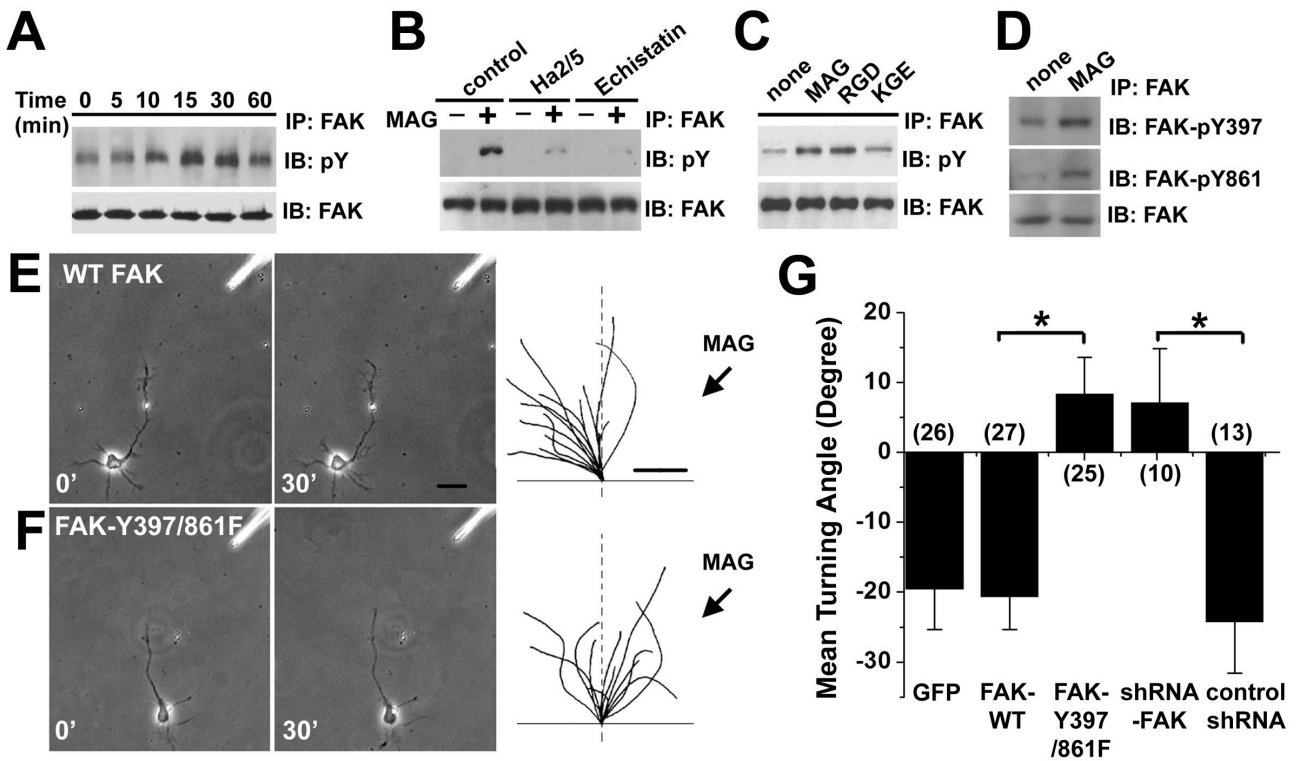 A
Time 0 5 10 15 30 60
(min)
IP: FAK
IB: pY
IB: FAK
B
control Ha2/5 Echistatin
MAG − + − + − +
IP: FAK
IB: pY
IB: FAK
C
none MAG RGD KGE
IP: FAK
IB: pY
IB: FAK
D
none MAG
IP: FAK
IB: FAK-pY397
IB: FAK-pY861
IB: FAK
E
WT FAK
0’
30’
MAG
F
FAK-Y397/861F
0’
30’
MAG
G
Mean Turning Angle (Degree)
20
10
0
-10
-20
-30
* *
(26) (27) (25) (10) (13)
GFP
FAK-
WT
FAK-
Y397
/861F
shRNA
-FAK
control
shRNA